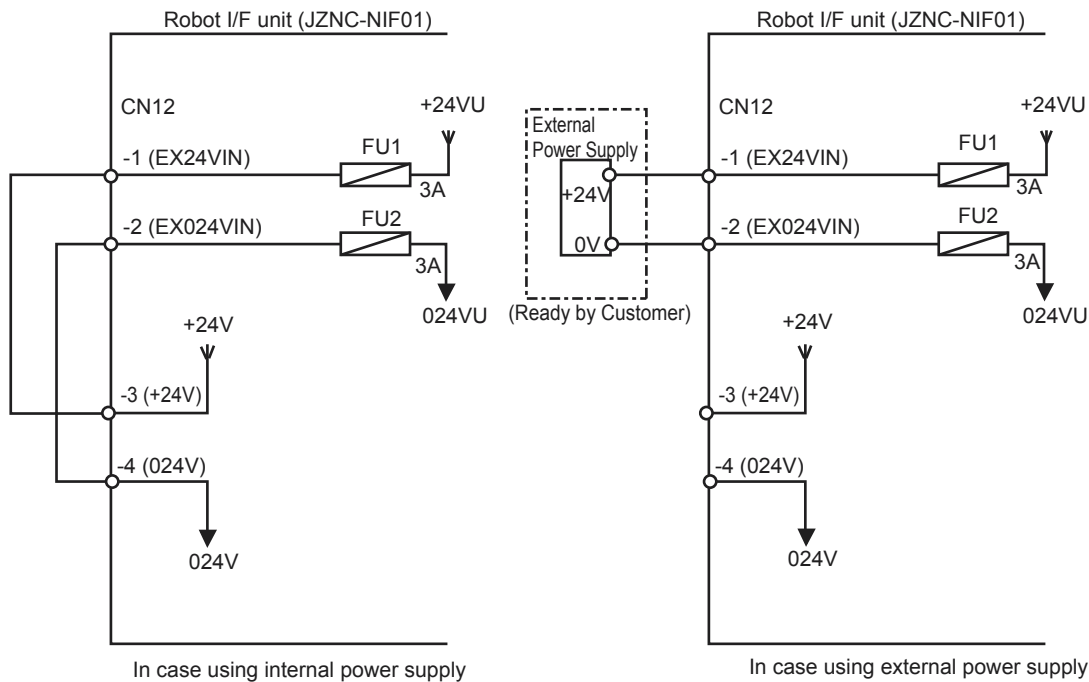 Robot I/F unit (JZNC-NIF01)
CN12
+24VU
-1 (EX24VIN)
FU1
3A
-2 (EX024VIN)
FU2
3A
024VU
+24V
-3 (+24V)
-4 (024V)
024V
In case using internal power supply
Robot I/F unit (JZNC-NIF01)
External
Power Supply
+24V
0V
(Ready by Customer)
CN12
+24VU
-1 (EX24VIN)
FU1
3A
-2 (EX024VIN)
FU2
3A
024VU
+24V
-3 (+24V)
-4 (024V)
024V
In case using external power supply